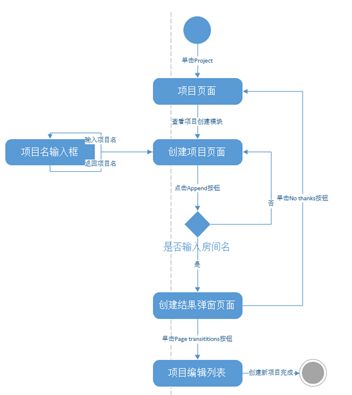 单击Project
项目页面
查看项目创建模块
输入项目名
项目名输入框
返回项目名
创建项目页面
点击Append按钮
单击No thanks按钮
否
是否输入房间名
是
创建结果弹窗页面
单击Page transititions按钮
项目编辑列表
创建新项目完成